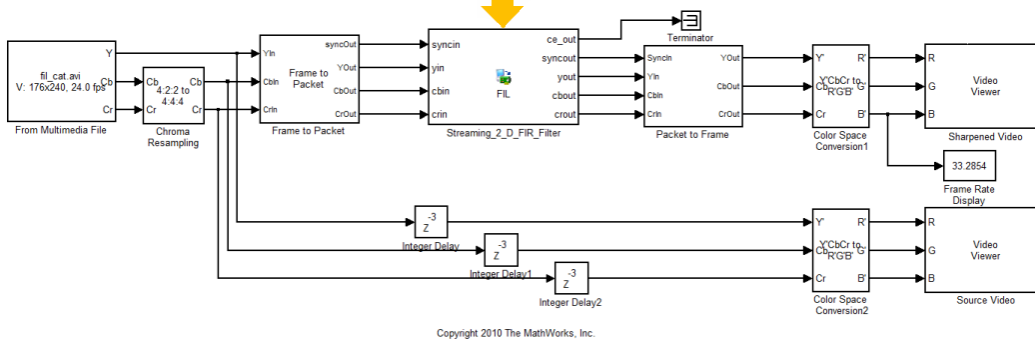 Y
fil_cat.avi
V: 176x240, 24.0 fps
Cb
Cr
From Multimedia File
Cb
Cr
4:2:2 to
4:4:4
Cb
Cr
Chroma
Resampling
YIn
CbIn
CrIn
Frame to
Packet
syncOut
YOut
CbOut
CrOut
Frame to Packet
syncin
yin
cbin
crin
FIL
ce_out
syncout
yout
cbout
crout
Streaming_2_D_FIR_Filter
Terminator
SyncIn
YIn
CbIn
CrIn
YOut
CbOut
CrOut
Packet to Frame
Y'
Cb
Cr
Y'CbCr to
R'G'B'
R'
G'
B'
Color Space
Conversion1
R
G
B
Video
Viewer
Sharpened Video
33.2854
Frame Rate
Display
-3
Z
Integer Delay
-3
Z
Integer Delay1
-3
Z
Integer Delay2
Y'
Cb
Cr
Y'CbCr to
R'G'B'
R'
G'
B'
Color Space
Conversion2
R
G
B
Video
Viewer
Source Video
Copyright 2010 The MathWorks, Inc.